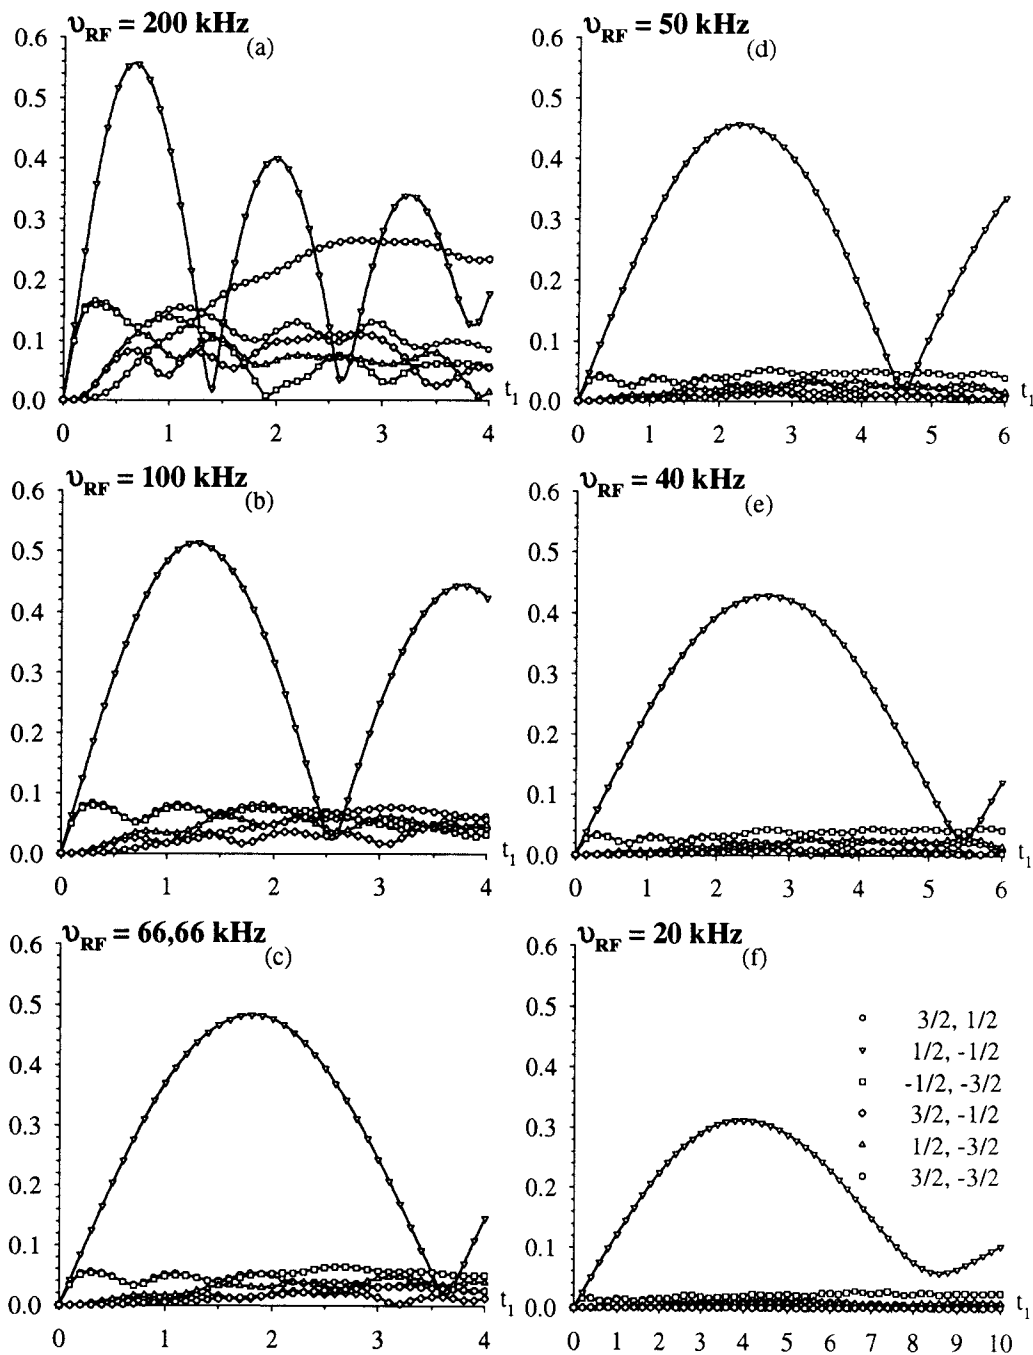 υRF = 200 kHz
(a)
0.6
0.5
0.4
0.3
0.2
0.1
0.0
0 1 2 3 4
t1
υRF = 50 kHz
(d)
0.6
0.5
0.4
0.3
0.2
0.1
0.0
0 1 2 3 4 5 6
t1
υRF = 100 kHz
(b)
0.6
0.5
0.4
0.3
0.2
0.1
0.0
0 1 2 3 4
t1
υRF = 40 kHz
(e)
0.6
0.5
0.4
0.3
0.2
0.1
0.0
0 1 2 3 4 5 6
t1
υRF = 66,66 kHz
(c)
0.6
0.5
0.4
0.3
0.2
0.1
0.0
0 1 2 3 4
t1
υRF = 20 kHz
(f)
0.6
0.5
0.4
0.3
0.2
0.1
0.0
0 1 2 3 4 5 6 7 8 9 10
t1
3/2, 1/2
1/2, -1/2
-1/2, -3/2
3/2, -1/2
1/2, -3/2
3/2, -3/2